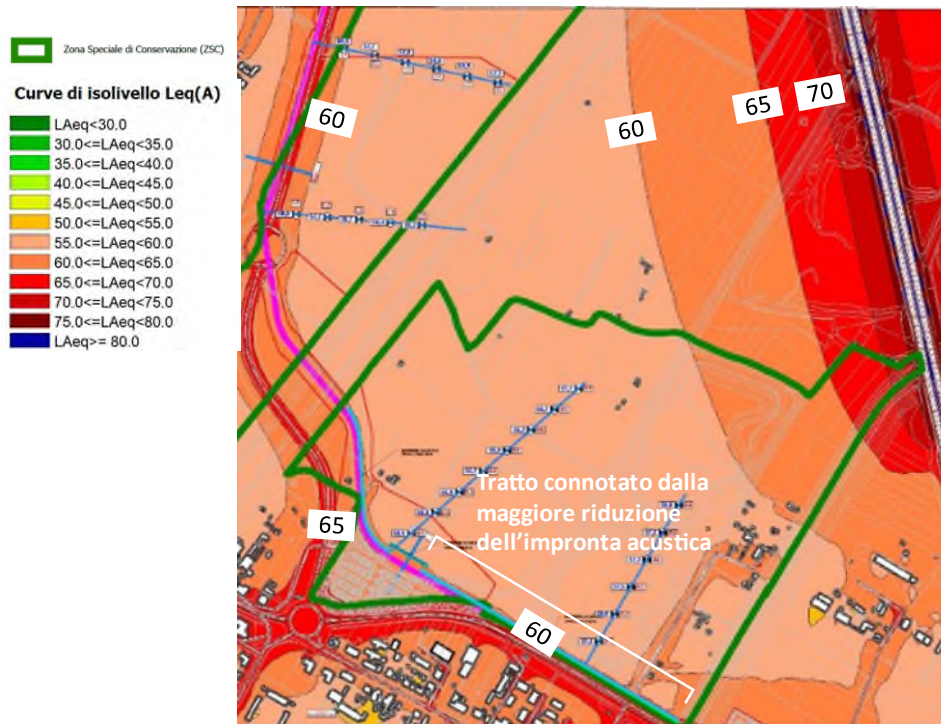 Zona Speciale di Conservazione (ZSC)
Curve di isolivello Leq(A)
LAeq<30.0
30.0<=LAeq<35.0
35.0<=LAeq<40.0
40.0<=LAeq<45.0
45.0<=LAeq<50.0
50.0<=LAeq<55.0
55.0<=LAeq<60.0
60.0<=LAeq<65.0
65.0<=LAeq<70.0
70.0<=LAeq<75.0
75.0<=LAeq<80.0
LAeq>= 80.0
60
60
65
70
Tratto connotato dalla
maggiore riduzione
dell'impronta acustica
65
60